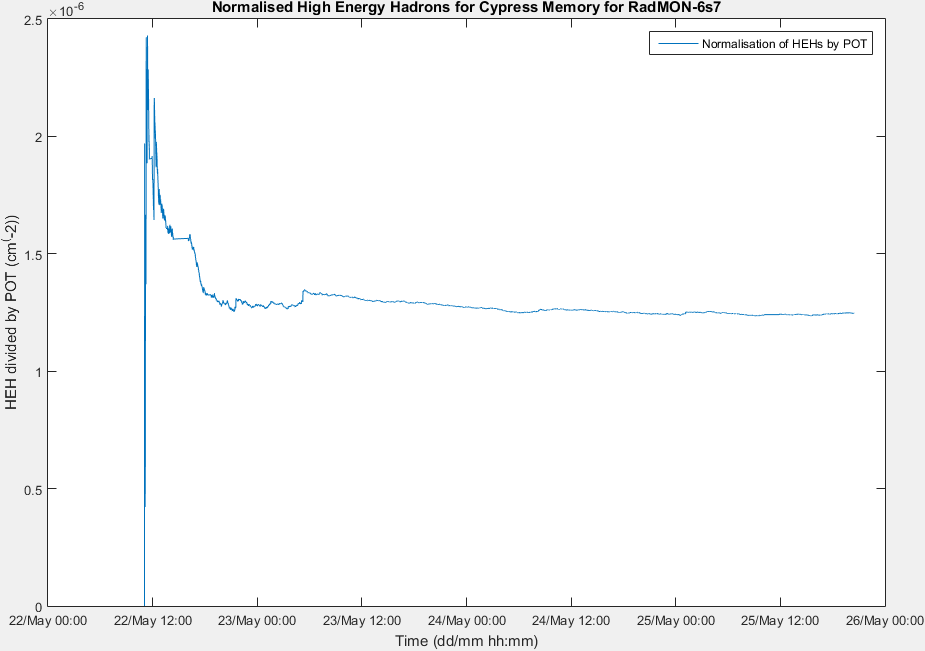 Normalised High Energy Hadrons for Cypress Memory for RadMON-6s7
×10^-6
Normalisation of HEHs by POT
2.5
2
1.5
1
0.5
0
HEH divided by POT (cm^(-2))
22/May 00:00 22/May 12:00 23/May 00:00 23/May 12:00 24/May 00:00 24/May 12:00 25/May 00:00 25/May 12:00 26/May 00:00
Time (dd/mm hh:mm)